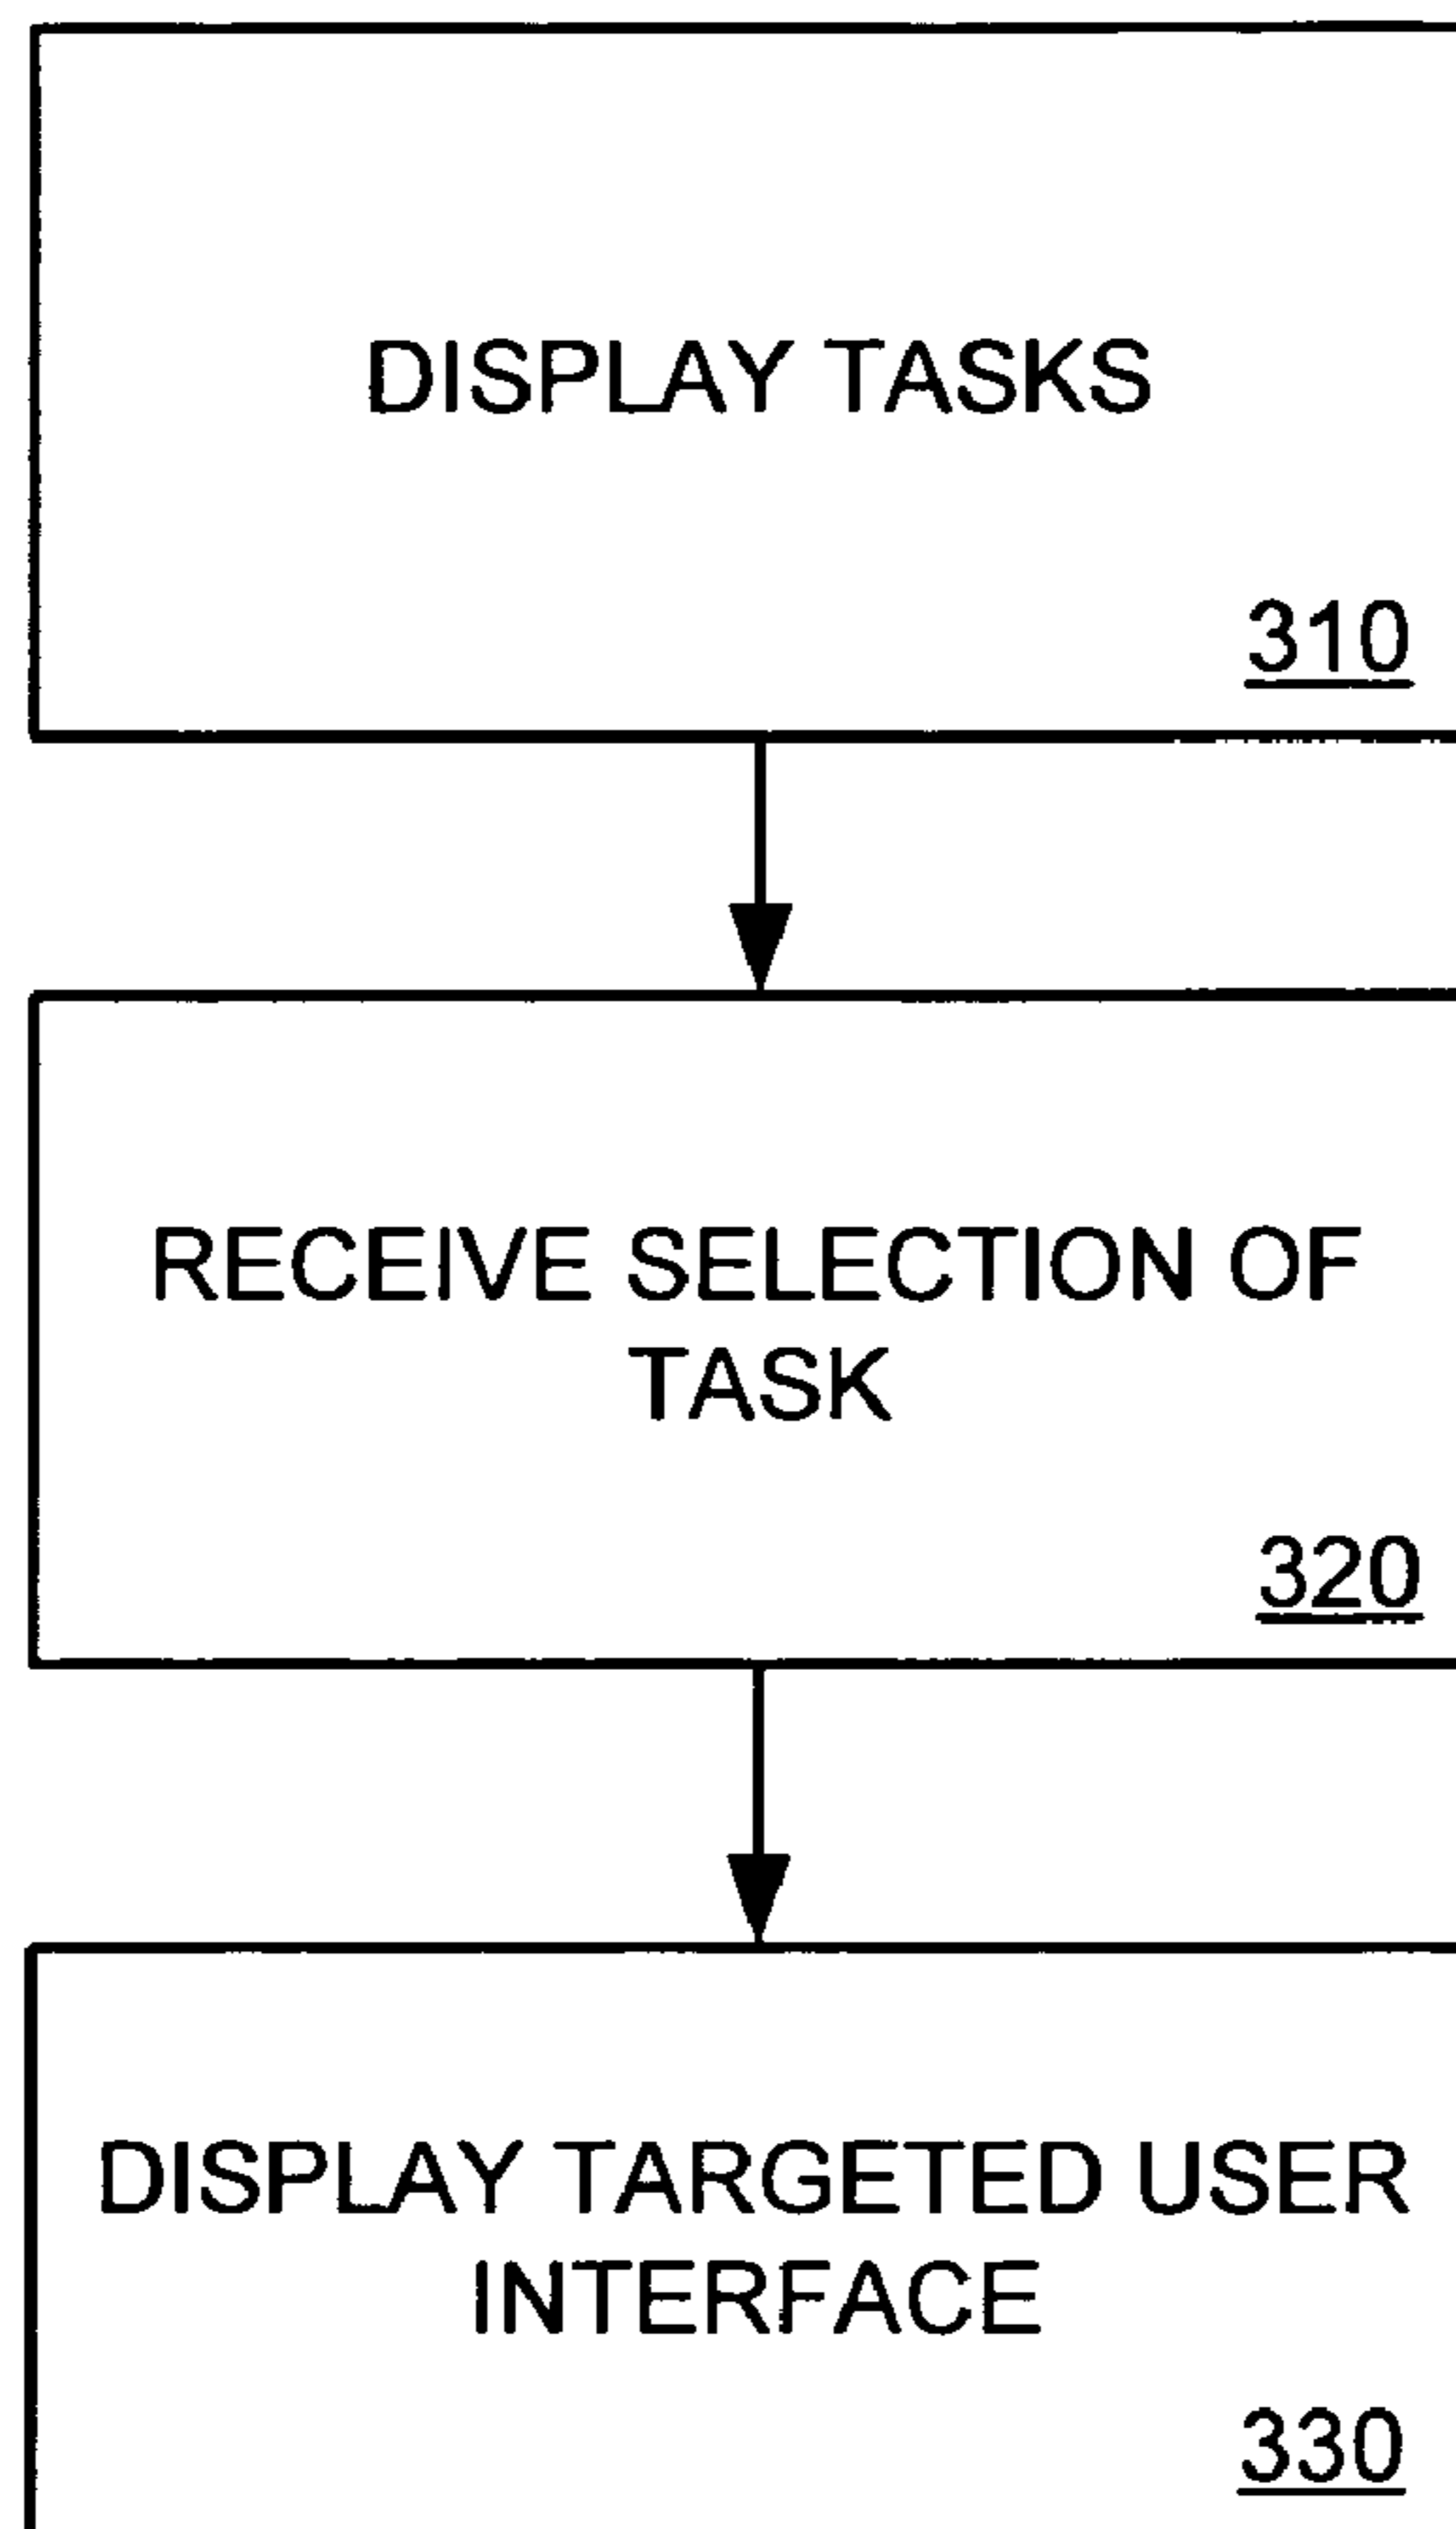 DISPLAY TASKS
310
RECEIVE SELECTION OF
TASK
320
DISPLAY TARGETED USER
INTERFACE
330